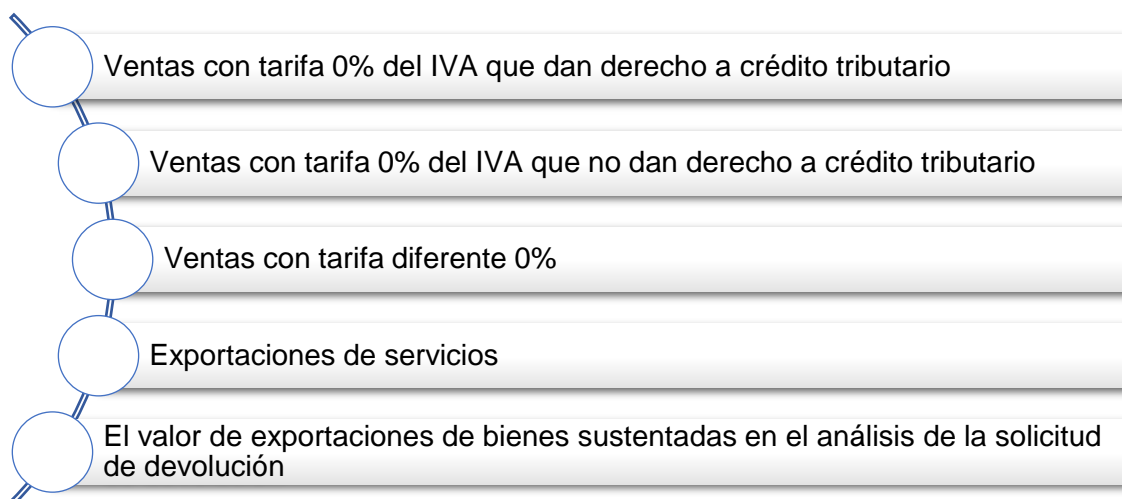 Ventas con tarifa 0% del IVA que dan derecho a crédito tributario
Ventas con tarifa 0% del IVA que no dan derecho a crédito tributario
Ventas con tarifa diferente 0%
Exportaciones de servicios
El valor de exportaciones de bienes sustentadas en el análisis de la solicitud
de devolución